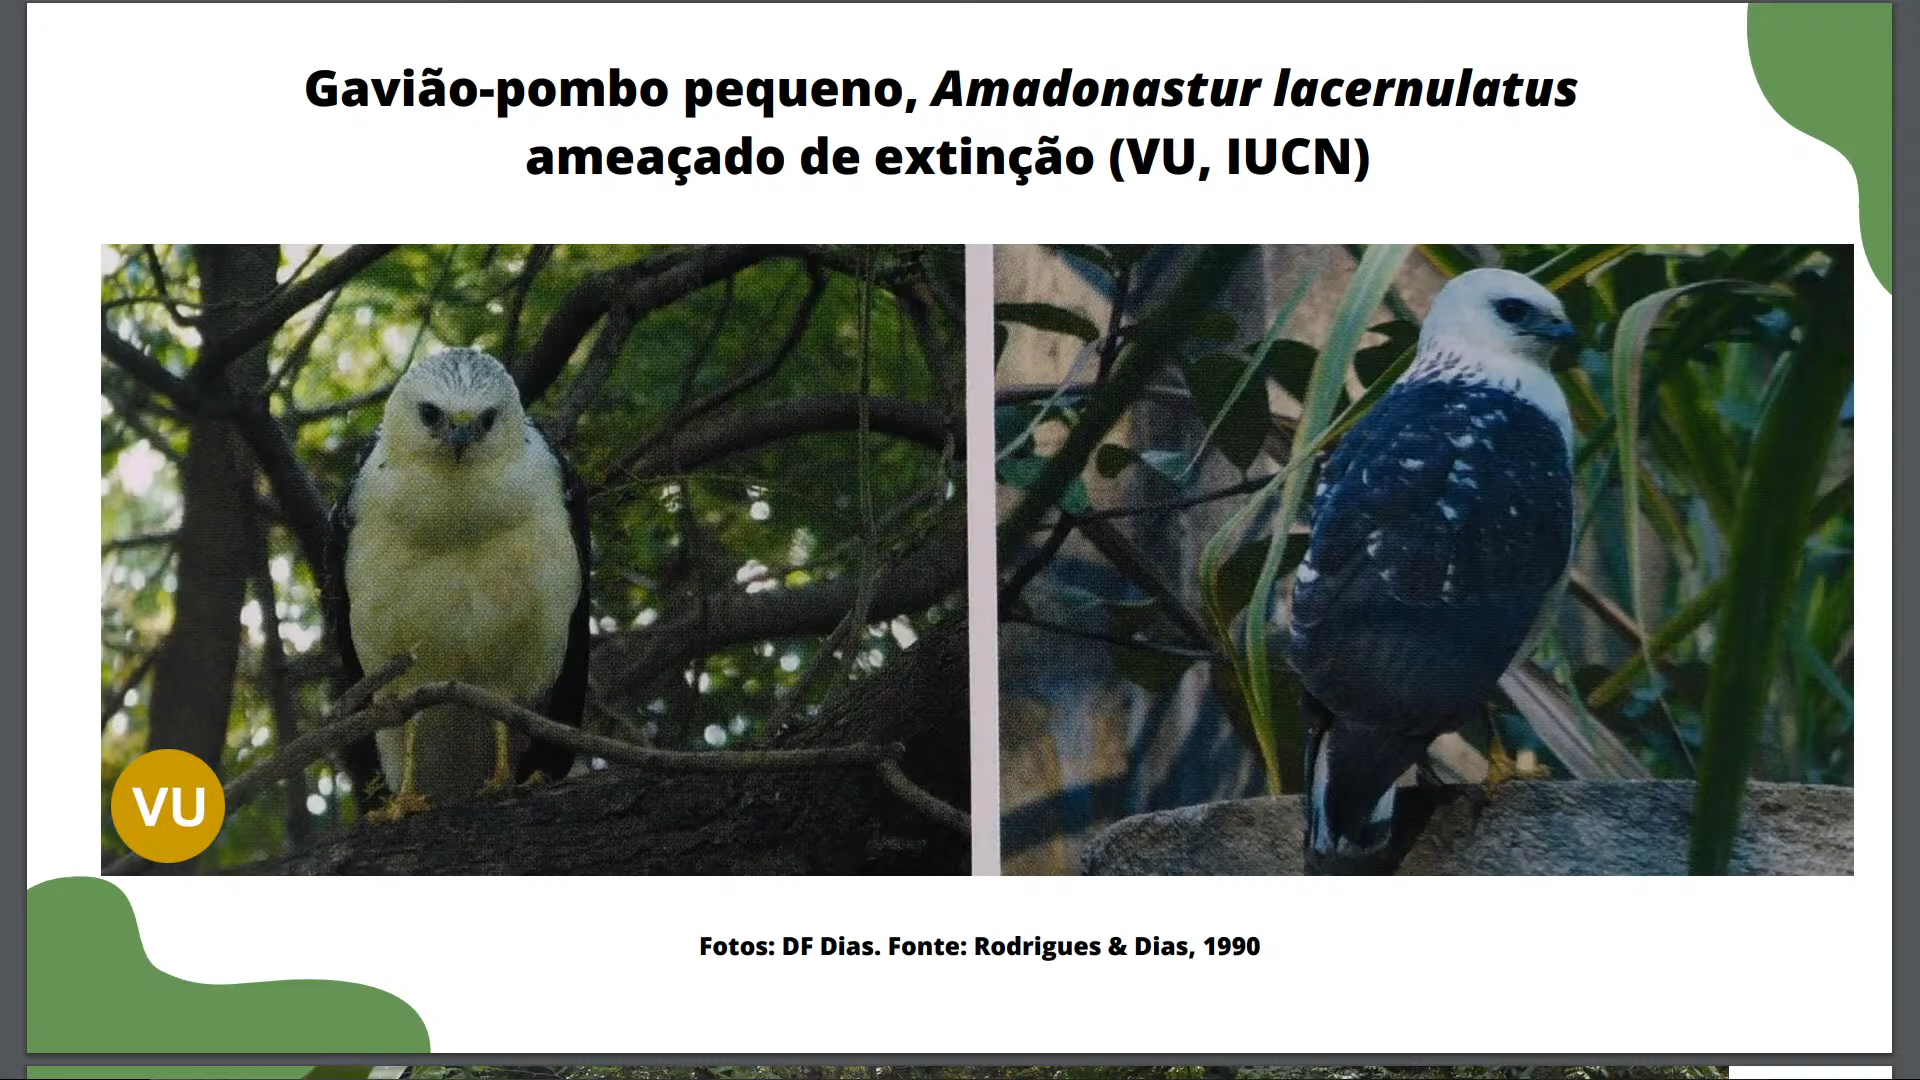 Gavião-pombo pequeno, Amadonastur lacernulatus
ameaçado de extinção (VU, IUCN)
VU
Fotos: DF Dias. Fonte: Rodrigues & Dias, 1990